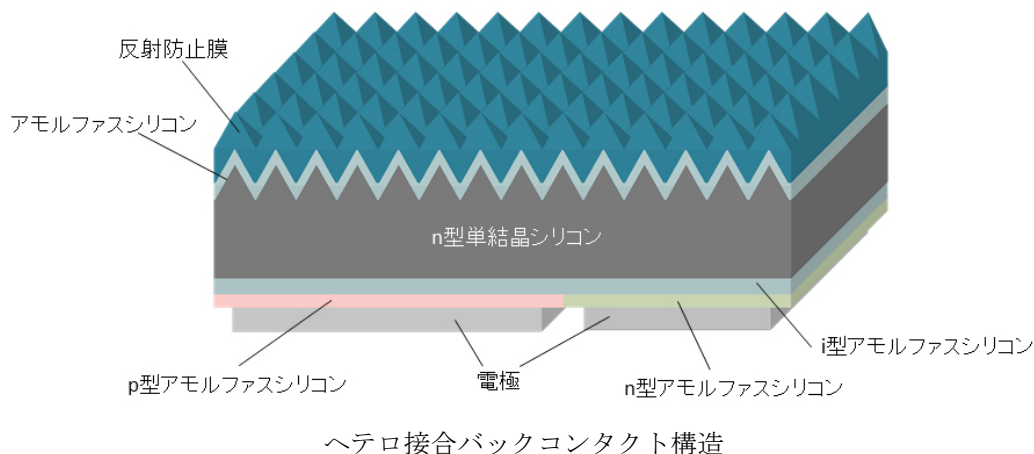 反射防止膜
アモルファスシリコン
n型単結晶シリコン
i型アモルファスシリコン
p型アモルファスシリコン
電極
n型アモルファスシリコン
ヘテロ接合バックコンタクト構造